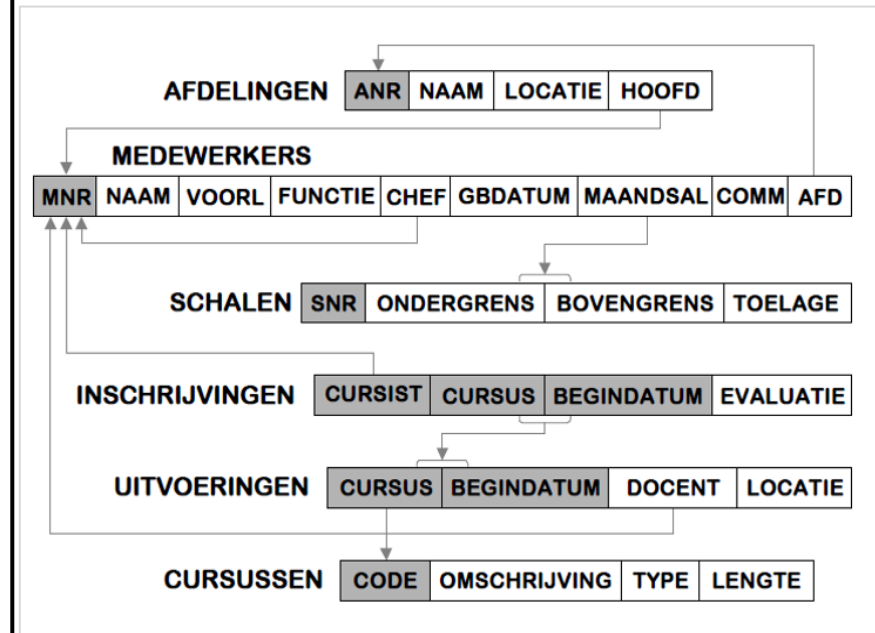 AFDELINGEN ANR NAAM LOCATIE HOOFD
MEDEWERKERS
MNR NAAM VOORL FUNCTIE CHEF GBDATUM MAANDSAL COMM AFD
SCHALEN SNR ONDERGRENS BOVENGRENS TOELAGE
INSCHRIJVINGEN CURSIST CURSUS BEGINDATUM EVALUATIE
UITVOERINGEN CURSUS BEGINDATUM DOCENT LOCATIE
CURSUSSEN CODE OMSCHRIJVING TYPE LENGTE